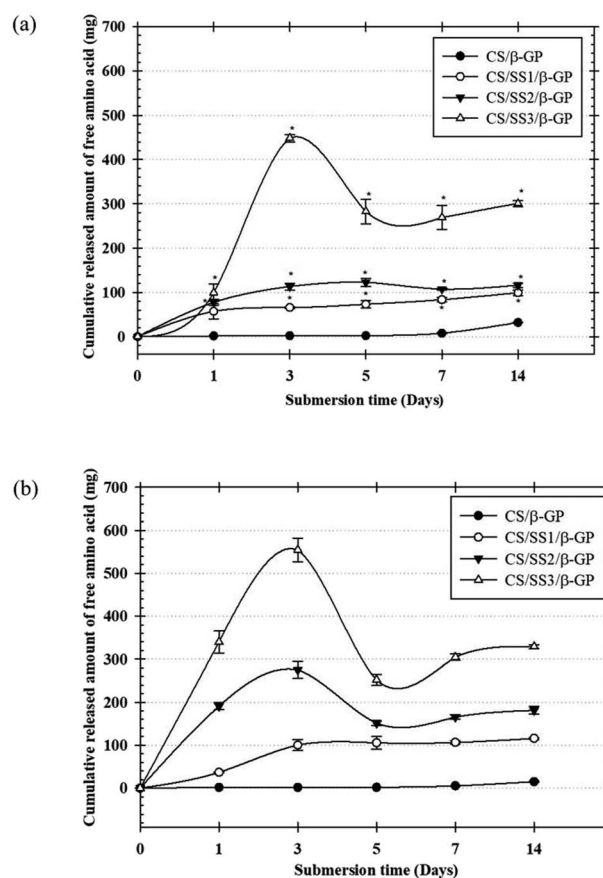 (a)
Cumulative released amount of free amino acid (mg)
700
600
500
400
300
200
100
0
CS/β-GP
CS/SS1/β-GP
CS/SS2/β-GP
CS/SS3/β-GP
* * * * *
* * * * *
* * * * *
0 1 3 5 7 14
Submersion time (Days)
(b)
Cumulative released amount of free amino acid (mg)
700
600
500
400
300
200
100
0
CS/β-GP
CS/SS1/β-GP
CS/SS2/β-GP
CS/SS3/β-GP
0 1 3 5 7 14
Submersion time (Days)